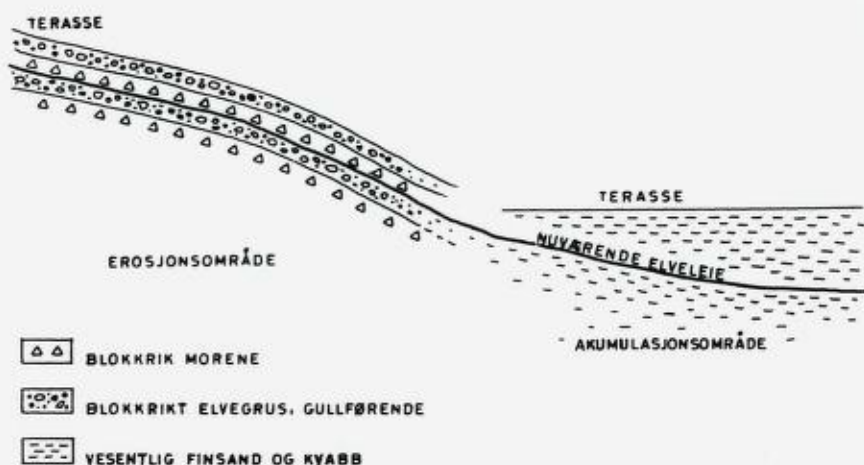 TERASSE
TERASSE
NUVÆRENDE ELVELEIE
EROSJONSOMRÅDE
AKUMULASJONSOMRÅDE
BLOKKRIK MORENE
BLOKKRIKT ELVEGRUS, GULLFØRENDE
VESENTLIG FINSAND OG KVABB